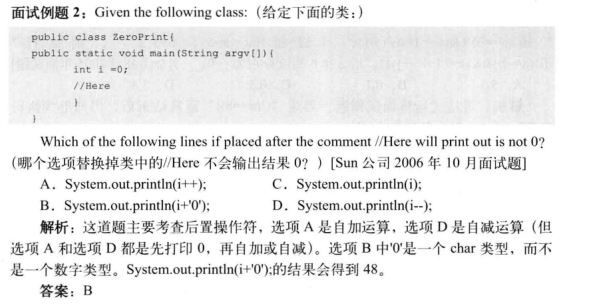 面试例题 2：Given the following class:（给定下面的类：）
public class ZeroPrint{
public static void main(String argv[]){
int i =0;
//Here
}
}
Which of the following lines if placed after the comment //Here will print out is not 0?
（哪个选项替换掉类中的//Here 不会输出结果 0？）[Sun 公司 2006 年 10 月面试题]
A．System.out.println(i++); C．System.out.println(i);
B．System.out.println(i+'0'); D．System.out.println(i--);
解析：这道题主要考查后置操作符，选项 A 是自加运算，选项 D 是自减运算（但
选项 A 和选项 D 都是先打印 0，再自加或自减）。选项 B 中'0'是一个 char 类型，而不
是一个数字类型。System.out.println(i+'0');的结果会得到 48。
答案：B